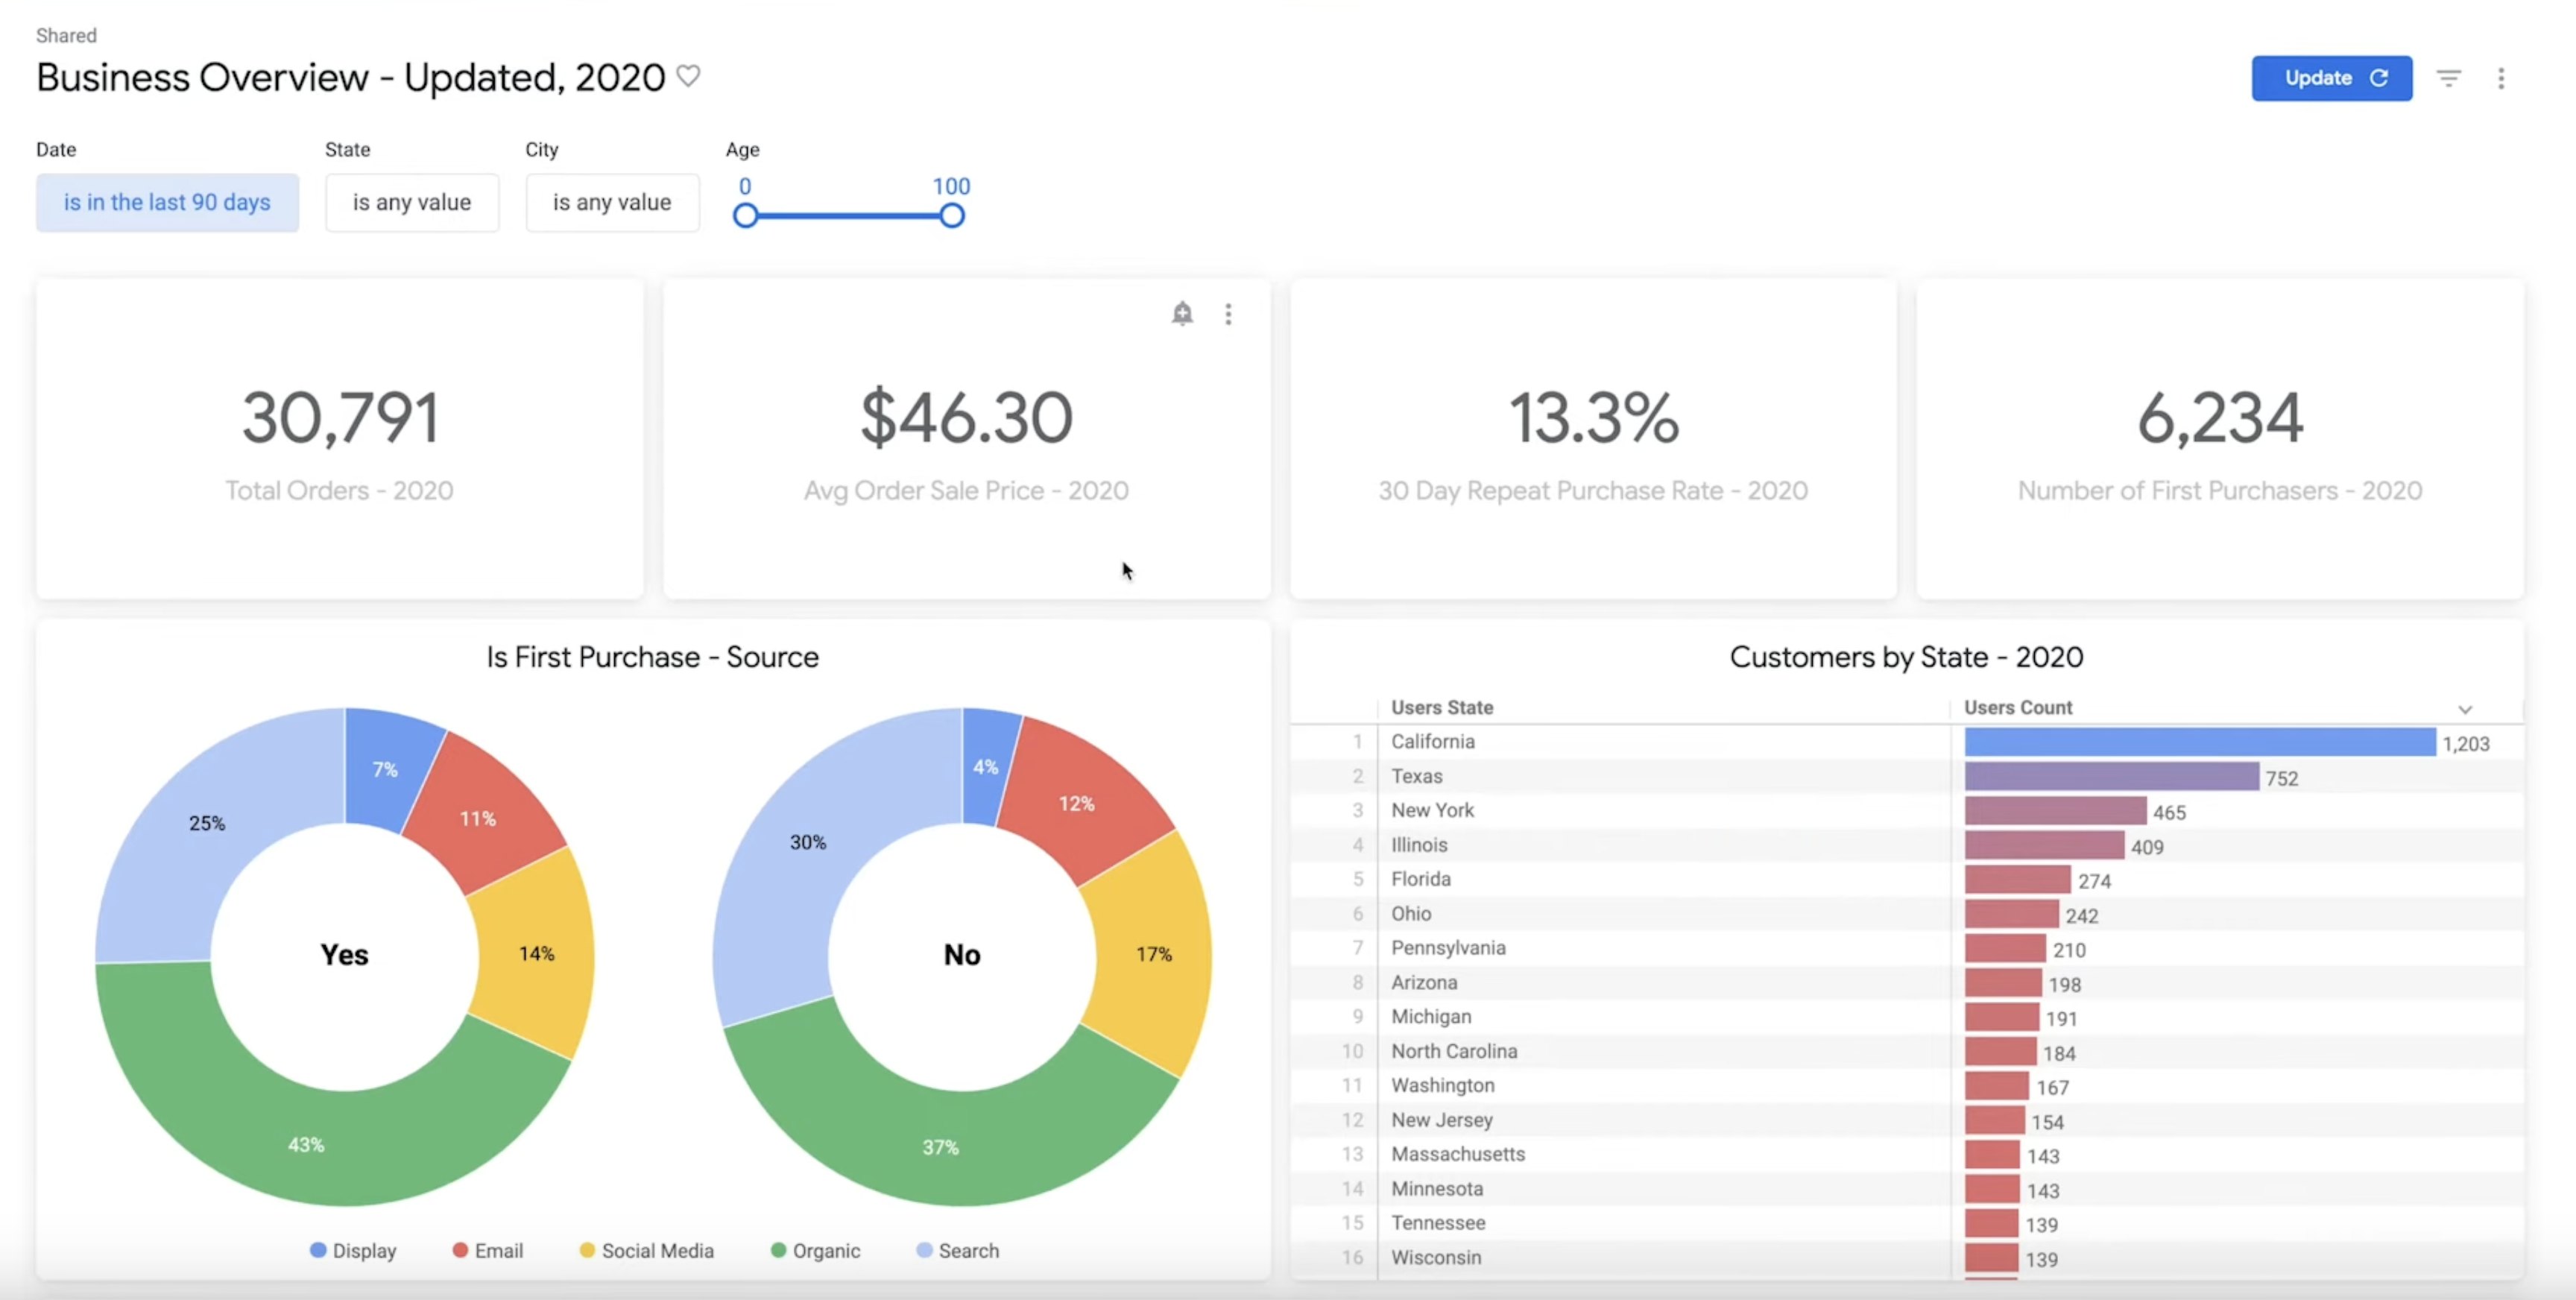 Shared
Business Overview - Updated, 2020
Update
Date
State
City
Age
is in the last 90 days
is any value
is any value
0
100
30,791
Total Orders - 2020
$46.30
Avg Order Sale Price - 2020
13.3%
30 Day Repeat Purchase Rate - 2020
6,234
Number of First Purchasers - 2020
Is First Purchase - Source
7%
11%
14%
43%
25%
Yes
4%
12%
17%
37%
30%
No
Display
Email
Social Media
Organic
Search
Customers by State - 2020
Users State Users Count
1 California 1,203
2 Texas 752
3 New York 465
4 Illinois 409
5 Florida 274
6 Ohio 242
7 Pennsylvania 210
8 Arizona 198
9 Michigan 191
10 North Carolina 184
11 Washington 167
12 New Jersey 154
13 Massachusetts 143
14 Minnesota 143
15 Tennessee 139
16 Wisconsin 139